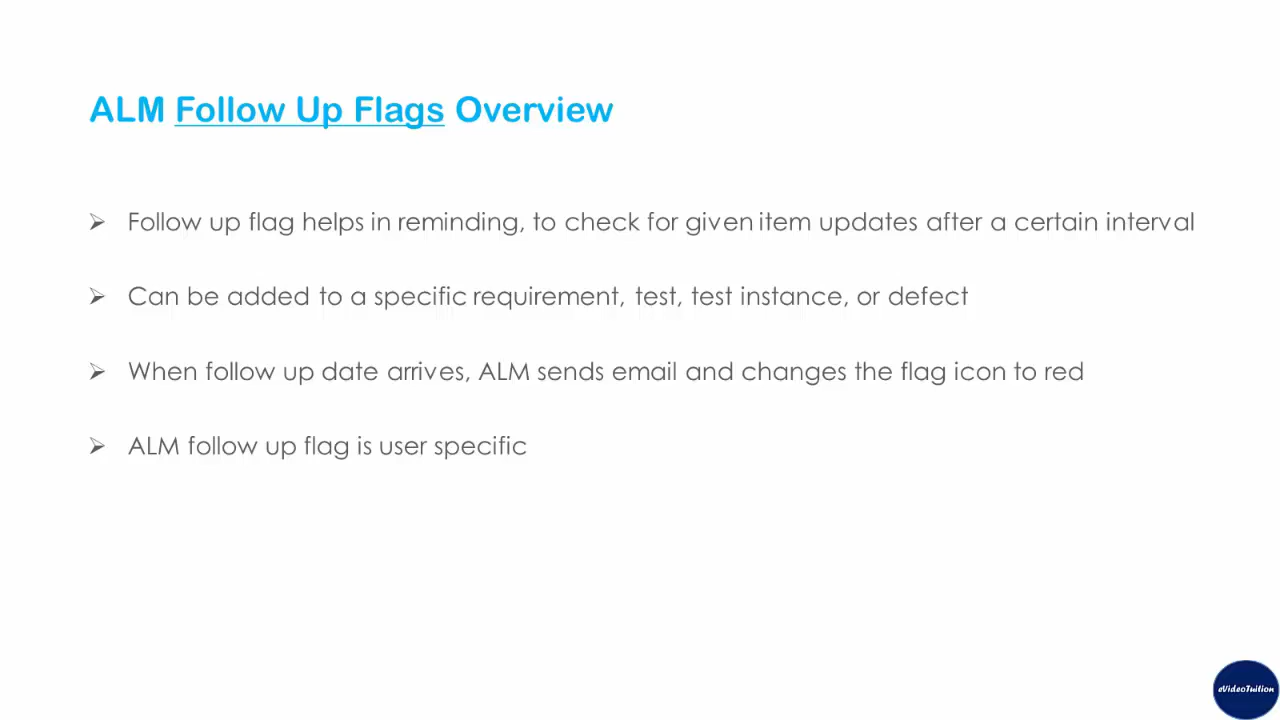 ALM Follow Up Flags Overview
Follow up flag helps in reminding, to check for given item updates after a certain interval
Can be added to a specific requirement, test, test instance, or defect
When follow up date arrives, ALM sends email and changes the flag icon to red
ALM follow up flag is user specific
eVideoTuition